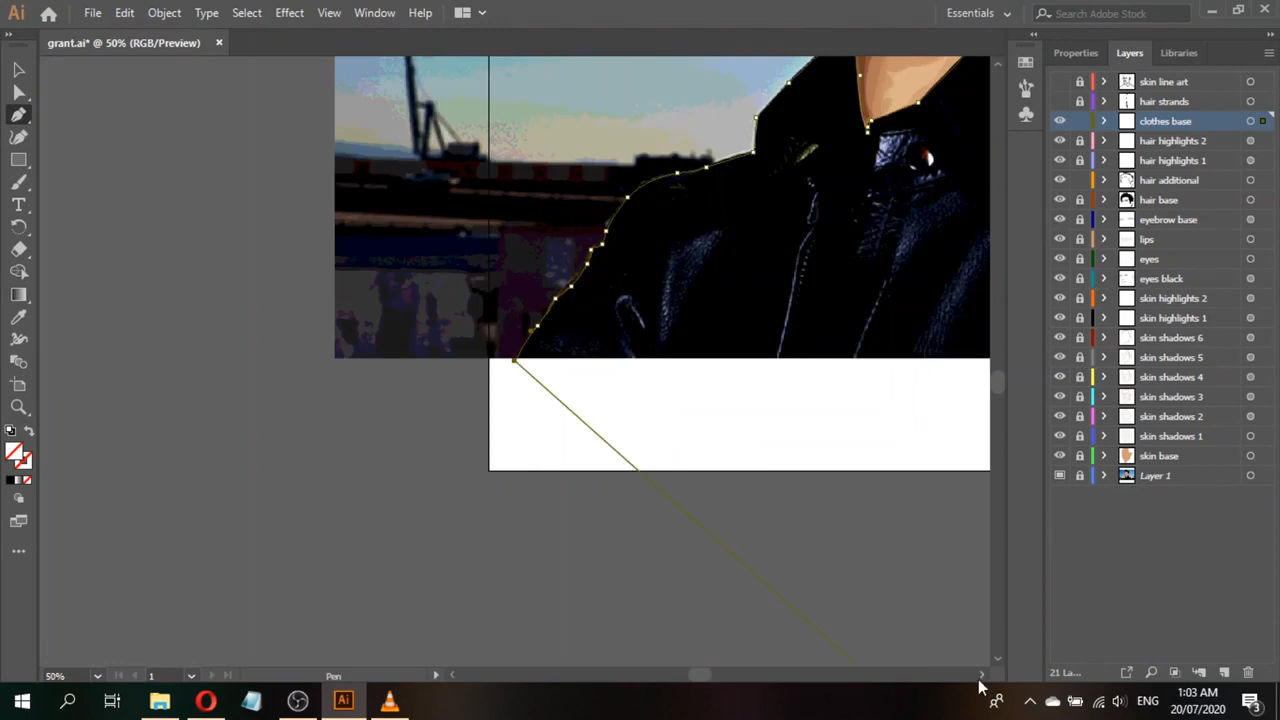 Ai File Edit Object Type Select Effect View Window Help Essentials Search Adobe Stock
grant.ai* @ 50% (RGB/Preview) ×
Properties Layers Libraries
skin line art
hair strands
clothes base
hair highlights 2
hair highlights 1
hair additional
hair base
eyebrow base
lips
eyes
eyes black
skin highlights 2
skin highlights 1
skin shadows 6
skin shadows 5
skin shadows 4
skin shadows 3
skin shadows 2
skin shadows 1
skin base
Layer 1
50% 1 Pen 21 La...
Ai ENG 1:03 AM
20/07/2020 3